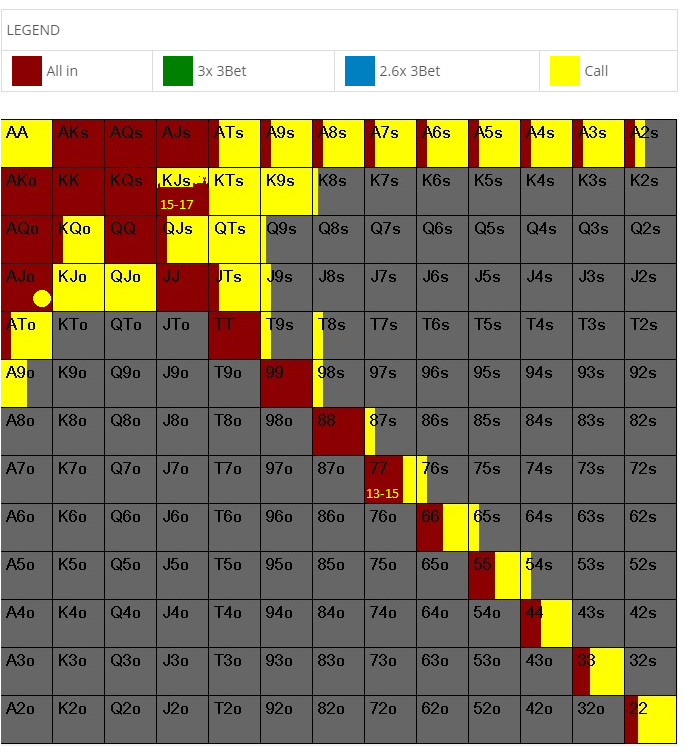 LEGEND
All in 3x 3Bet 2.6x 3Bet Call
AA AKs AQs AJs ATs A9s A8s A7s A6s A5s A4s A3s A2s
AKo KK KQs KJs KTs K9s K8s K7s K6s K5s K4s K3s K2s
15-17
AQo KQo QQ QJs QTs Q9s Q8s Q7s Q6s Q5s Q4s Q3s Q2s
AJo KJo QJo JJ JTs J9s J8s J7s J6s J5s J4s J3s J2s
ATo KTo QTo JTo TT T9s T8s T7s T6s T5s T4s T3s T2s
A9o K9o Q9o J9o T9o 99 98s 97s 96s 95s 94s 93s 92s
A8o K8o Q8o J8o T8o 98o 88 87s 86s 85s 84s 83s 82s
A7o K7o Q7o J7o T7o 97o 87o 77 76s 75s 74s 73s 72s
13-15
A6o K6o Q6o J6o T6o 96o 86o 76o 66 65s 64s 63s 62s
A5o K5o Q5o J5o T5o 95o 85o 75o 65o 55 54s 53s 52s
A4o K4o Q4o J4o T4o 94o 84o 74o 64o 54o 44 43s 42s
A3o K3o Q3o J3o T3o 93o 83o 73o 63o 53o 43o 33 32s
A2o K2o Q2o J2o T2o 92o 82o 72o 62o 52o 42o 32o 22